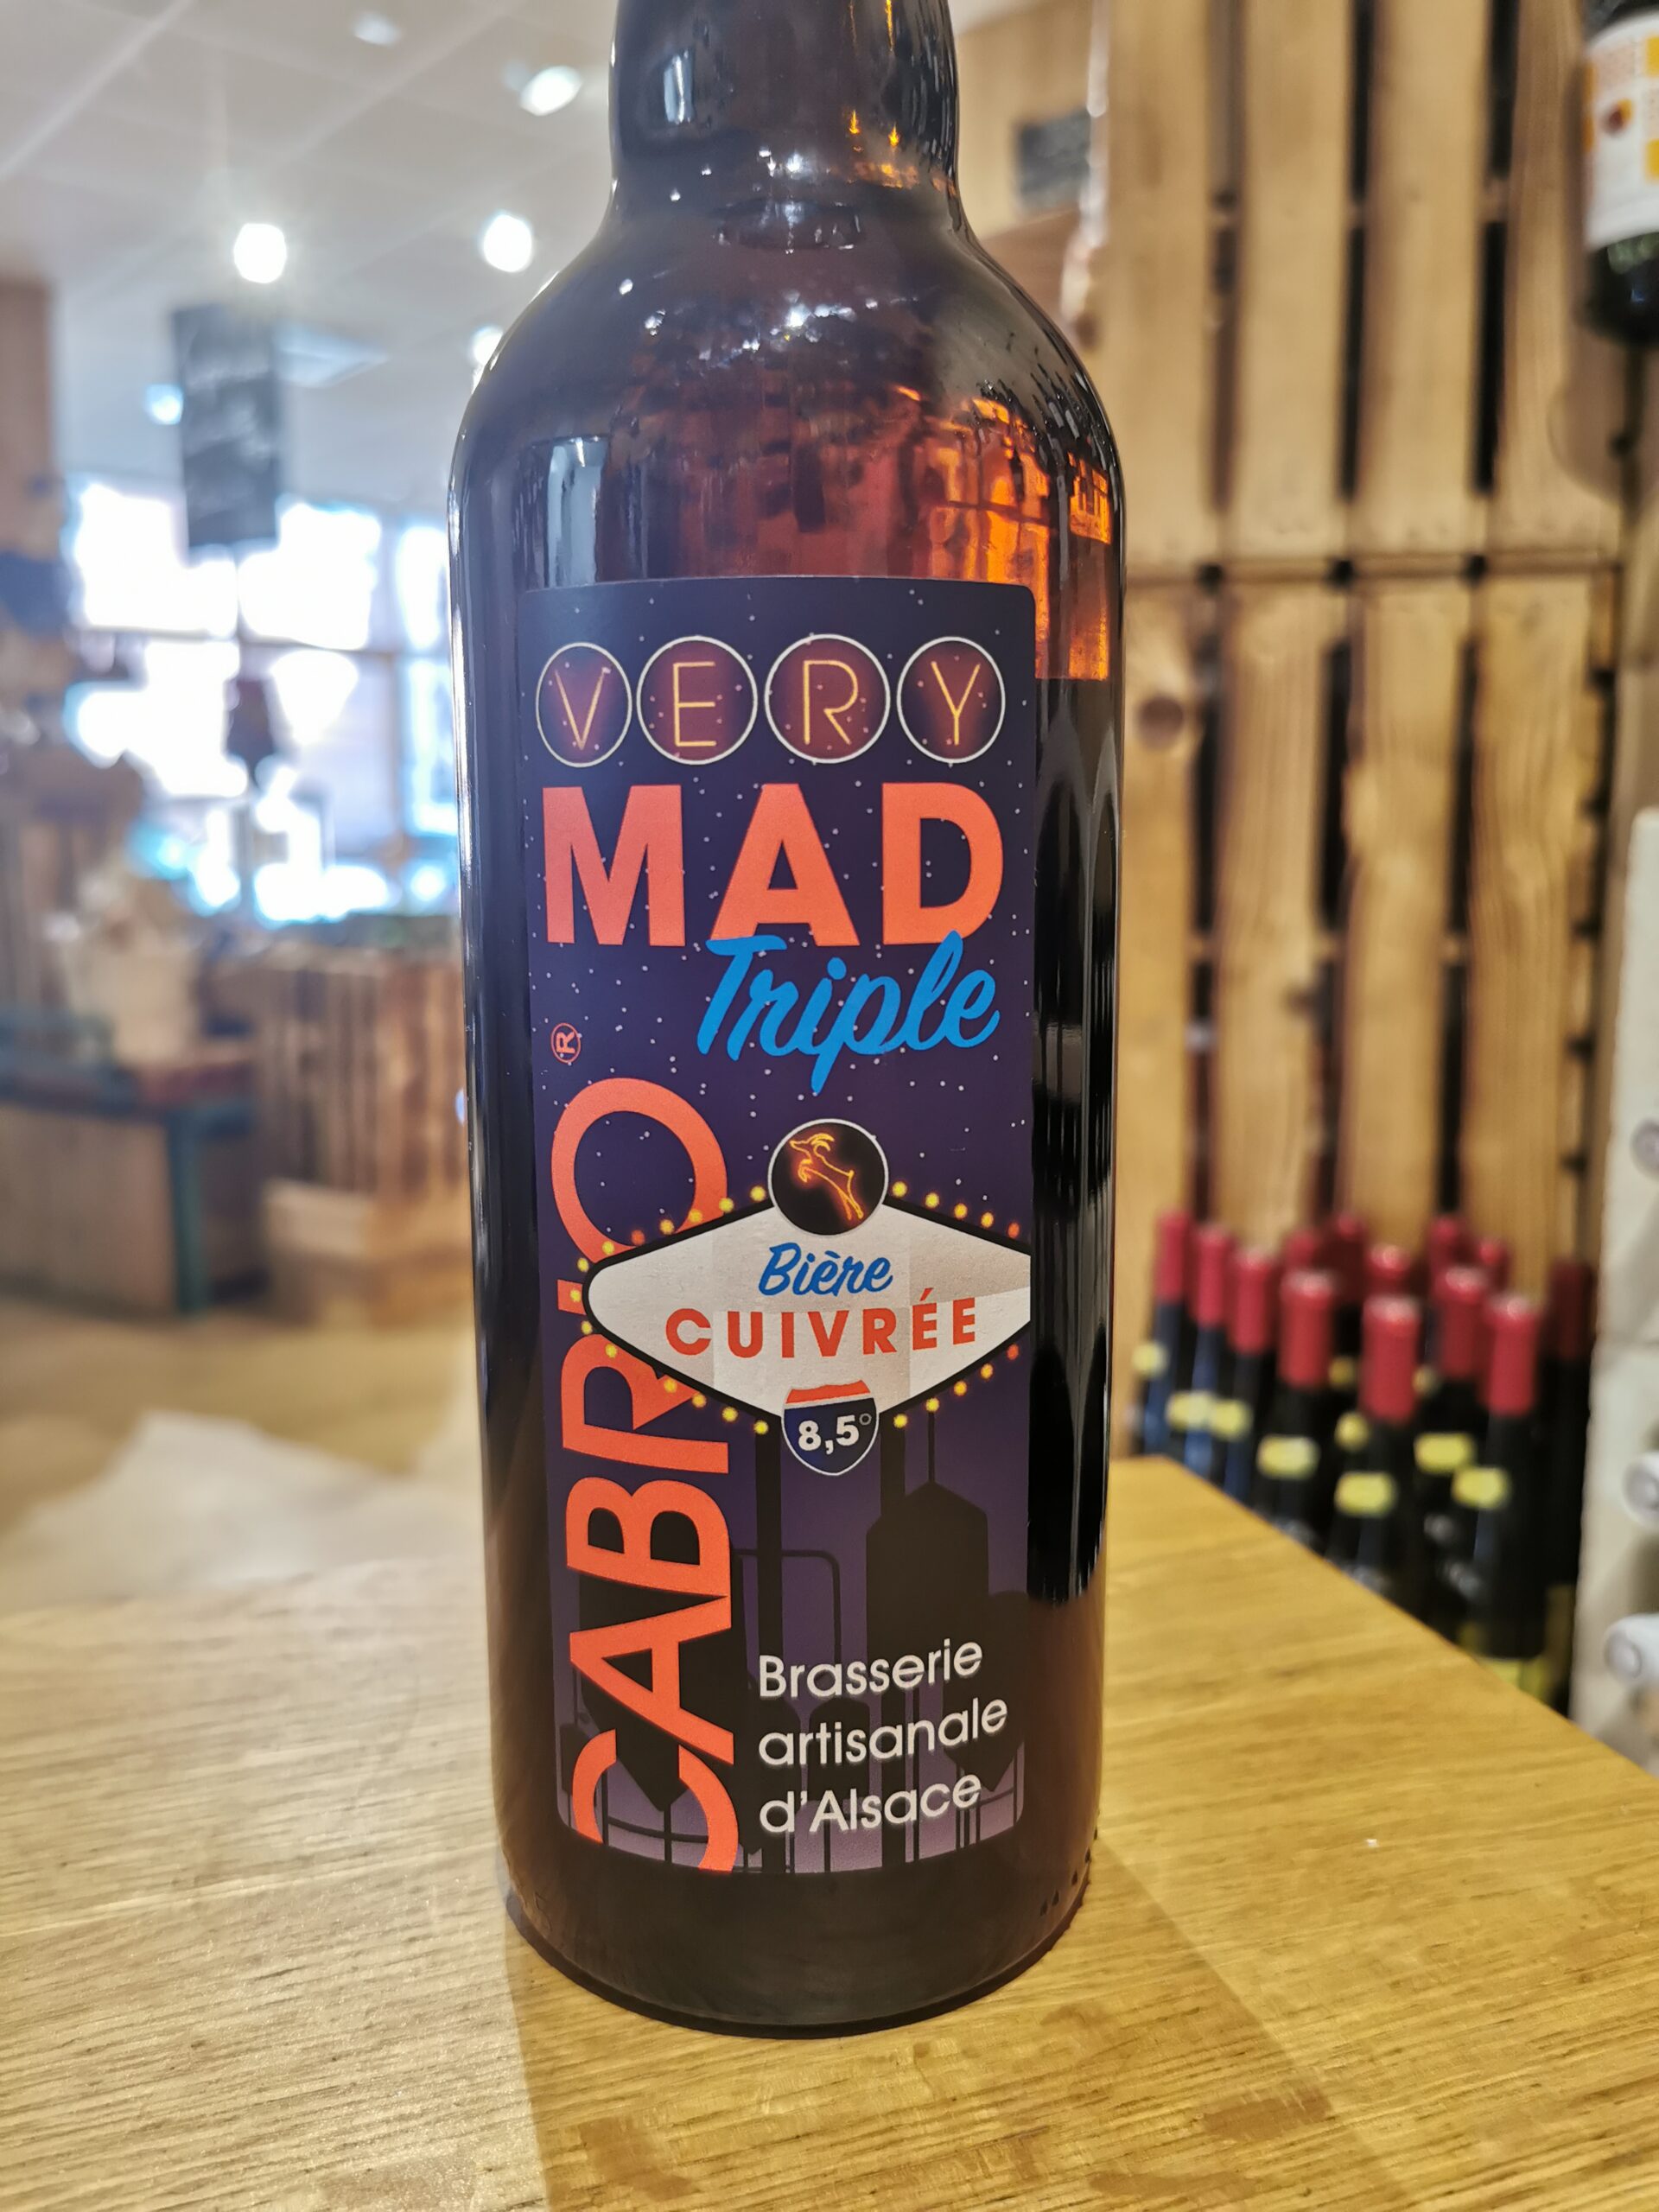 VERY
MAD
Triple
CABRIO®
Bière
CUIVRÉE
8,5°
Brasserie
artisanale
d'Alsace